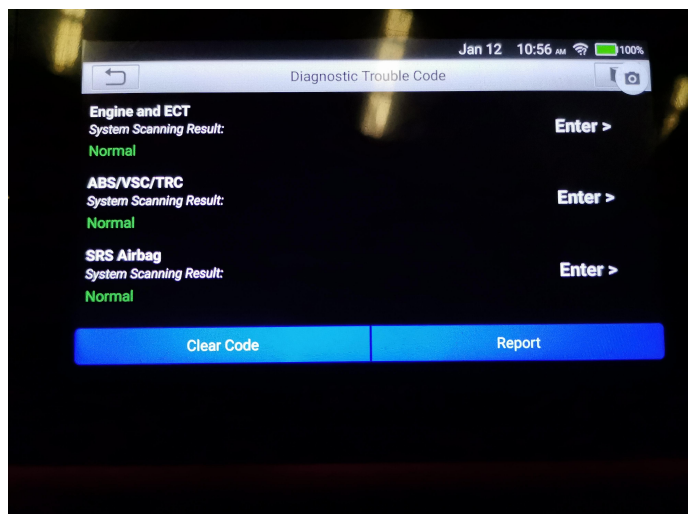 Jan 12 10:56 AM 100%
Diagnostic Trouble Code
Engine and ECT
System Scanning Result:
Enter >
Normal
ABS/VSC/TRC
System Scanning Result:
Enter >
Normal
SRS Airbag
System Scanning Result:
Enter >
Normal
Clear Code
Report